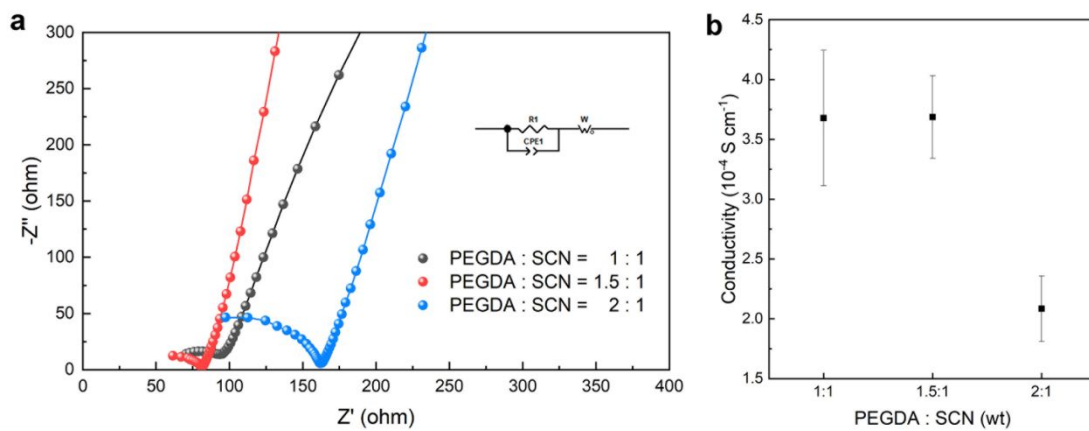 a
300
250
200
150
100
50
0
-Z" (ohm)
0 50 100 150 200 250 300 350 400
Z' (ohm)
R1
CPE1
W
o
PEGDA : SCN = 1 : 1
PEGDA : SCN = 1.5 : 1
PEGDA : SCN = 2 : 1
b
4.5
4.0
3.5
3.0
2.5
2.0
1.5
Conductivity (10⁻⁴ S cm⁻¹)
1:1 1.5:1 2:1
PEGDA : SCN (wt)